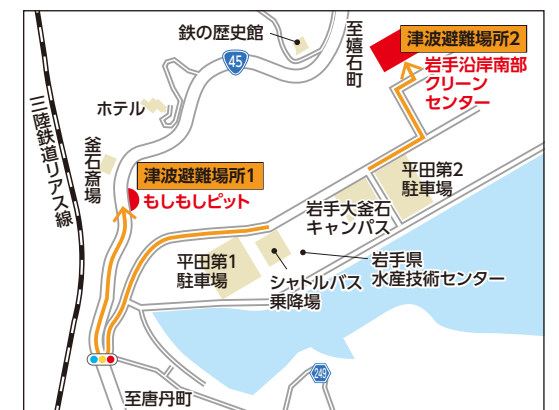 鉄の歴史館
45
至嬉石町
津波避難場所2
岩手沿岸南部
クリーン
センター
ホテル
三陸鉄道リアス線
釜石斎場
津波避難場所1
もしもしピット
平田第2
駐車場
岩手大釜石
キャンパス
平田第1
駐車場
シャトルバス
乗降場
岩手県
水産技術センター
249
至唐丹町